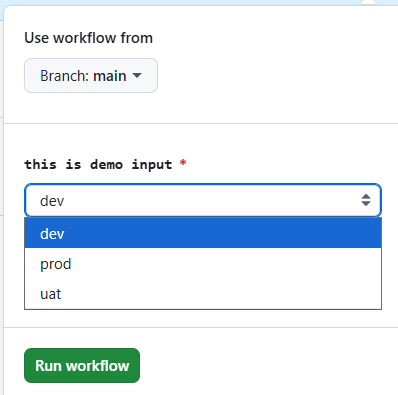 Use workflow from
Branch: main
this is demo input *
dev
dev
prod
uat
Run workflow